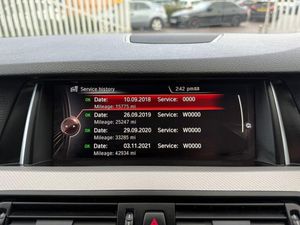 Service history 2:42 pm
OK Date: 10.09.2018 Service: 0000
Mileage: 15775 mi
OK Date: 26.09.2019 Service: W0000
Mileage: 25247 mi
OK Date: 29.09.2020 Service: W0000
Mileage: 33285 mi
OK Date: 03.11.2021 Service: W0000
Mileage: 42934 mi